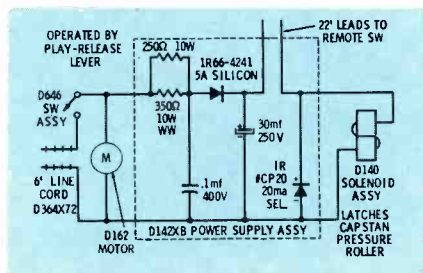 OPERATED BY
PLAY-RELEASE
LEVER
22' LEADS TO
REMOTE SW
250Ω 10W
1R66-4241
5A SILICON
D646
SW
ASSY
350Ω
10W
WW
30mf
250V
M
.1mf
400V
IR
#CP20
20ma
SEL.
D140
SOLENOID
ASSY
6' LINE
CORD
D364X72
D162
MOTOR
D142XB POWER SUPPLY ASSY
LATCHES
CAPSTAN
PRESSURE
ROLLER